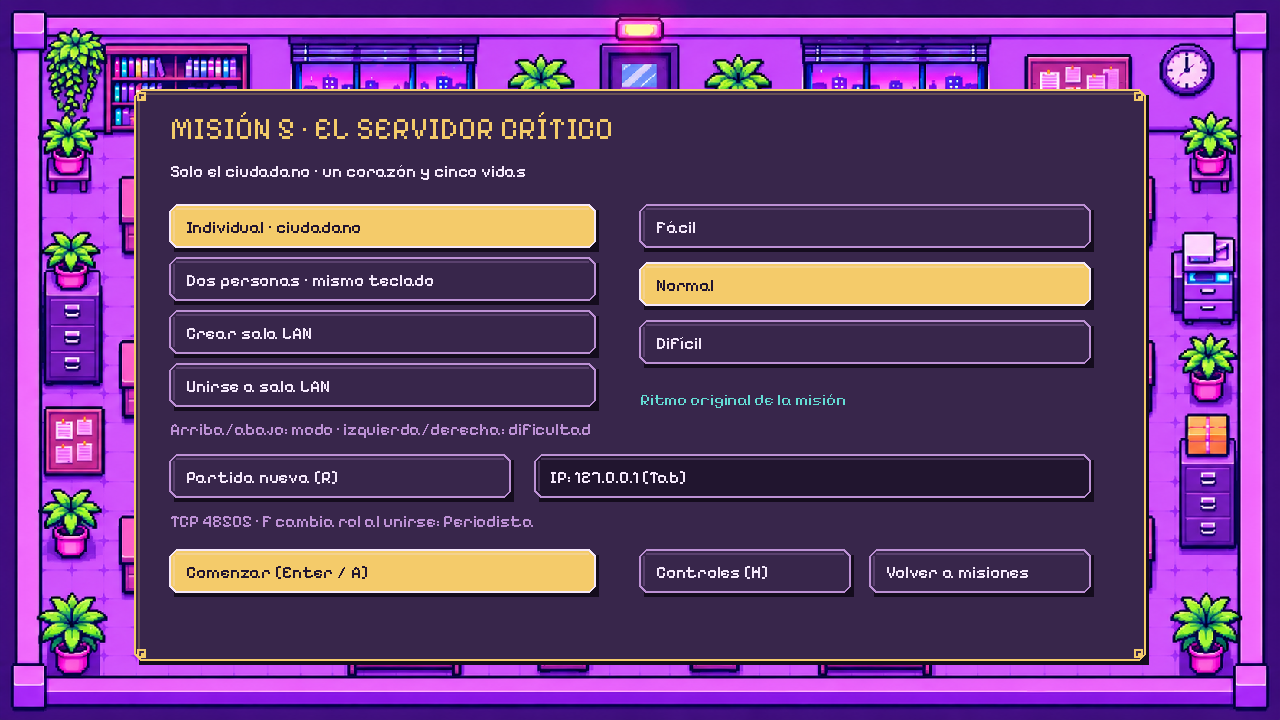 MISIÓN 5 · EL SERVIDOR CRÍTICO
Solo el ciudadano · un corazón y cinco vidas
Individual · ciudadano
Fácil
Dos personas · mismo teclado
Normal
Crear sala LAN
Difícil
Unirse a sala LAN
Ritmo original de la misión
Arriba/abajo: modo · izquierda/derecha: dificultad
Partida nueva (R)
IP: 127.0.0.1 (Tab)
TCP 48505 · F cambia rol al unirse: Periodista
Comenzar (Enter / A)
Controles (H)
Volver a misiones